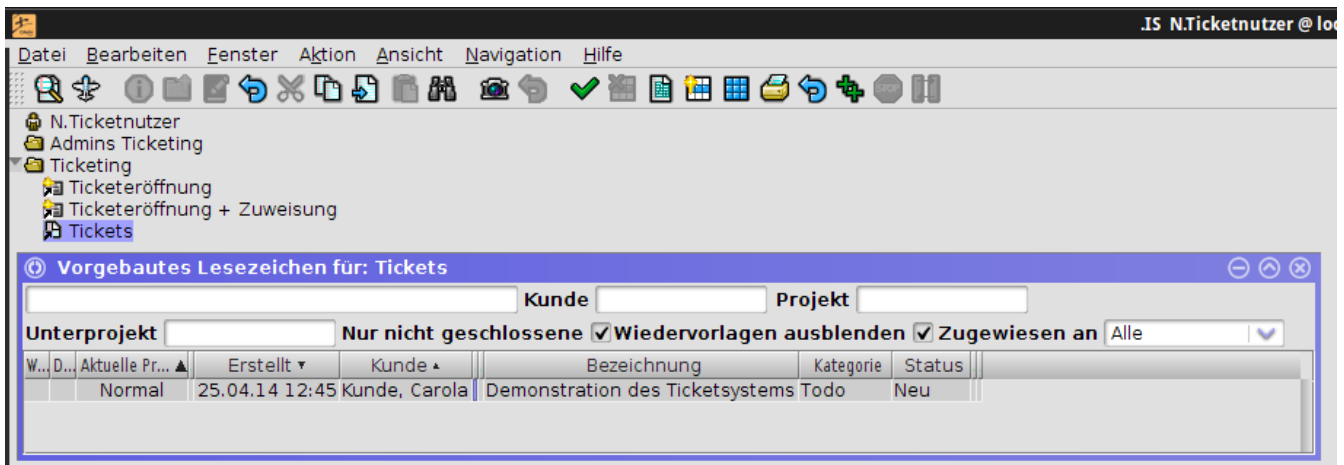 .IS N.Ticketnutzer @ loc
Datei Bearbeiten Fenster Aktion Ansicht Navigation Hilfe
STOP
N.Ticketnutzer
Admins Ticketing
Ticketing
Ticketeröffnung
Ticketeröffnung + Zuweisung
Tickets
Vorgebautes Lesezeichen für: Tickets
Kunde Projekt
Unterprojekt Nur nicht geschlossene Wiedervorlagen ausblenden Zugewiesen an Alle
W... D... Aktuelle Pr... Erstellt Kunde Bezeichnung Kategorie Status
Normal 25.04.14 12:45 Kunde, Carola Demonstration des Ticketsystems Todo Neu